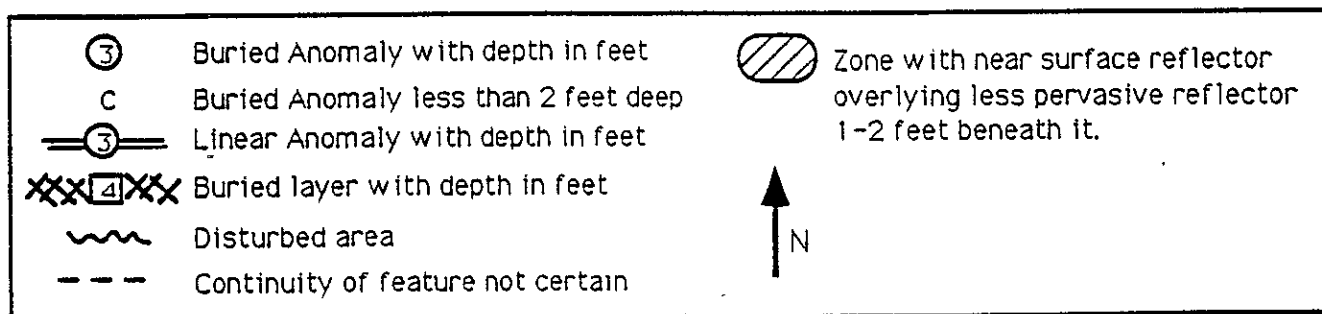 3 Buried Anomaly with depth in feet
C Buried Anomaly less than 2 feet deep
3 Linear Anomaly with depth in feet
4 Buried layer with depth in feet
Disturbed area
Continuity of feature not certain
Zone with near surface reflector
overlying less pervasive reflector
1-2 feet beneath it.
N